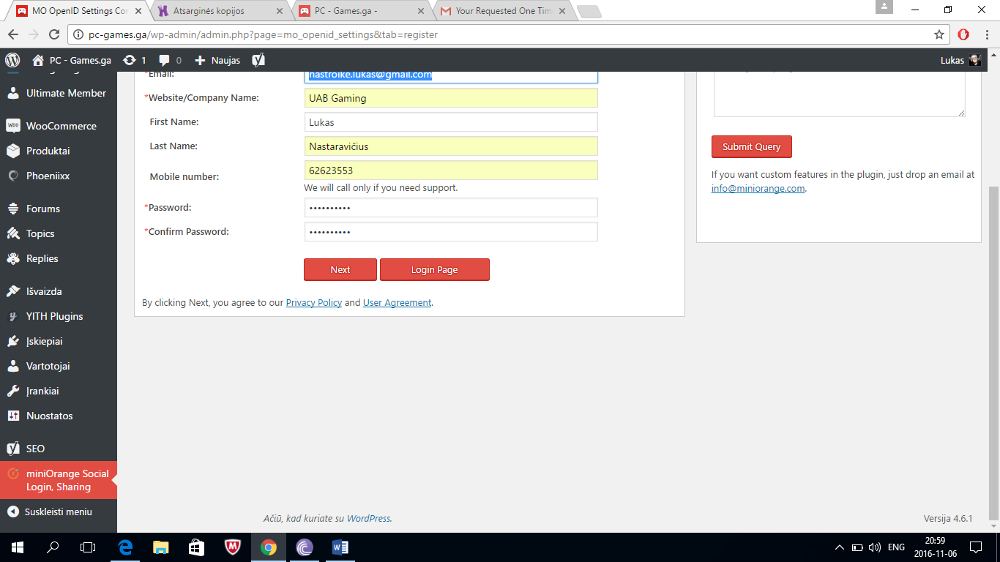 MO OpenID Settings Con
Atsarginės kopijos
PC - Games.ga -
Your Requested One Tim
pc-games.ga/wp-admin/admin.php?page=mo_openid_settings&tab=register
PC - Games.ga
1
0
Naujas
Lukas
Ultimate Member
WooCommerce
Produktai
Phoeniixx
Forums
Topics
Replies
Išvaizda
YITH Plugins
Įskiepiai
Vartotojai
Įrankiai
Nuostatos
SEO
miniOrange Social
Login, Sharing
Suskleisti meniu
*Email:
nastroike.lukas@gmail.com
*Website/Company Name:
UAB Gaming
First Name:
Lukas
Last Name:
Nastaravičius
Mobile number:
62623553
We will call only if you need support.
*Password:
••••••••••
*Confirm Password:
••••••••••
Next
Login Page
By clicking Next, you agree to our Privacy Policy and User Agreement.
Submit Query
If you want custom features in the plugin, just drop an email at
info@miniorange.com.
Ačiū, kad kuriate su WordPress.
Versija 4.6.1
ENG
20:59
2016-11-06